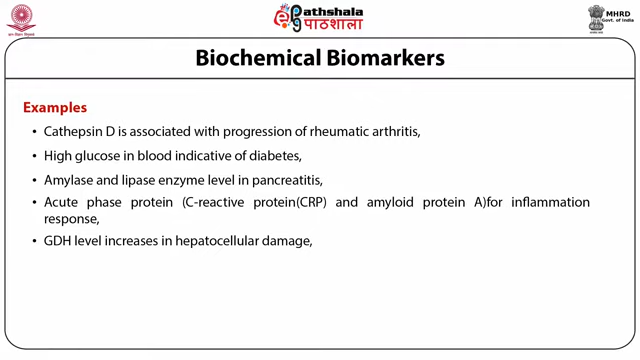 Pathshala
पाठशाला
MHRD
Govt. of India
Biochemical Biomarkers
Examples
• Cathepsin D is associated with progression of rheumatic arthritis,
• High glucose in blood indicative of diabetes,
• Amylase and lipase enzyme level in pancreatitis,
• Acute phase protein (C-reactive protein(CRP) and amyloid protein A)for inflammation
response,
• GDH level increases in hepatocellular damage,